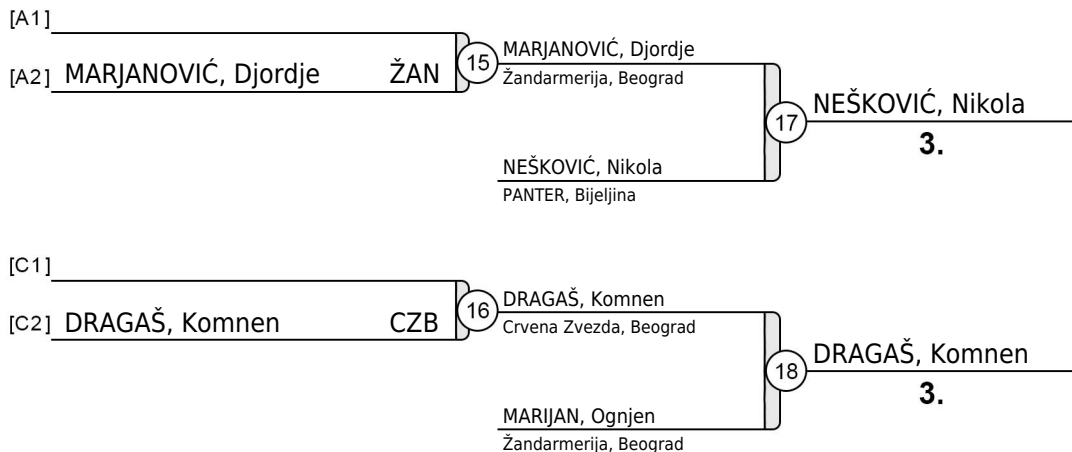 [A1]
[A2] MARJANOVIĆ, Djordje ŽAN
15
MARJANOVIĆ, Djordje
Žandarmerija, Beograd
17
NEŠKOVIĆ, Nikola
3.
NEŠKOVIĆ, Nikola
PANTER, Bijeljina
[C1]
[C2] DRAGAŠ, Komnen CZB
16
DRAGAŠ, Komnen
Crvena Zvezda, Beograd
18
DRAGAŠ, Komnen
3.
MARIJAN, Ognjen
Žandarmerija, Beograd